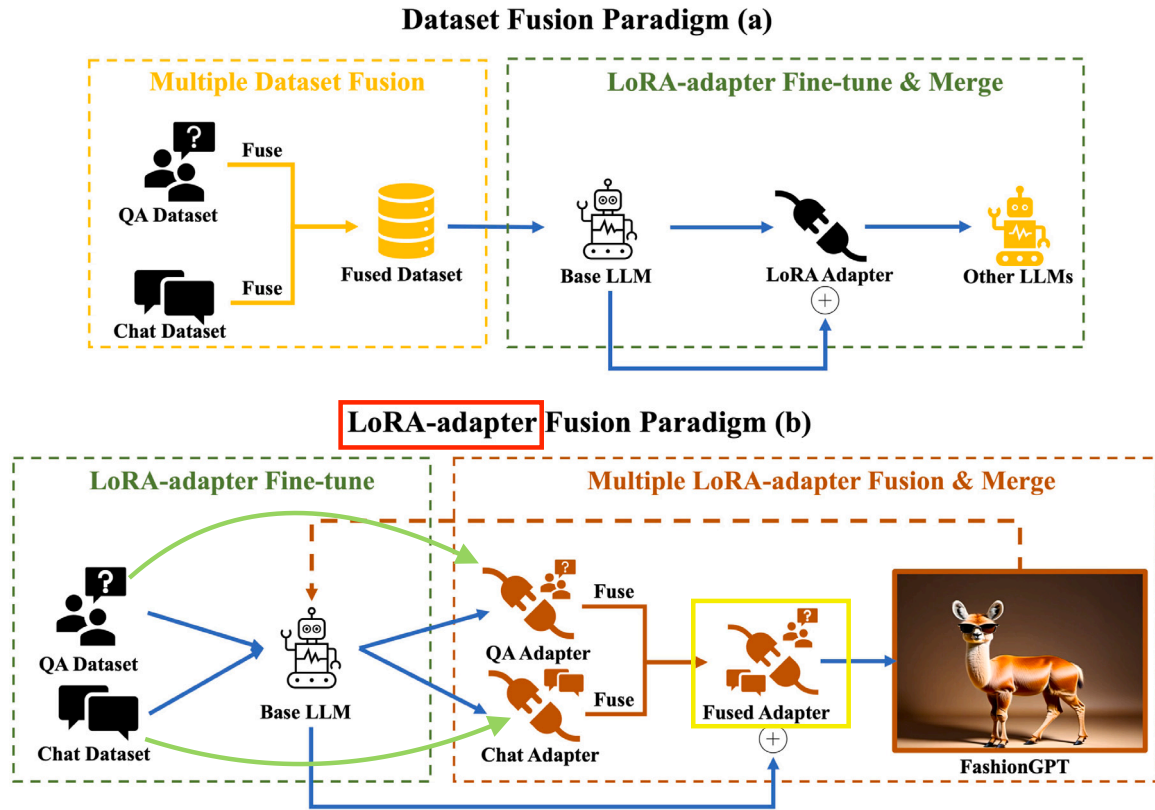 Dataset Fusion Paradigm (a)
Multiple Dataset Fusion
LoRA-adapter Fine-tune & Merge
?
Fuse
QA Dataset
Fused Dataset
Base LLM
LoRA Adapter
Other LLMs
Fuse
Chat Dataset
+
LoRA-adapter Fusion Paradigm (b)
LoRA-adapter Fine-tune
Multiple LoRA-adapter Fusion & Merge
?
QA Dataset
Base LLM
Chat Dataset
?
Fuse
QA Adapter
Fuse
Chat Adapter
?
Fused Adapter
+
FashionGPT